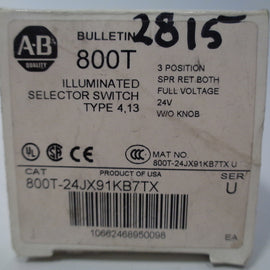 A·B
QUALITY
BULLETIN
800T
2815
ILLUMINATED
SELECTOR SWITCH
TYPE 4,13
3 POSITION
SPR RET BOTH
FULL VOLTAGE
24V
W/O KNOB
MAT NO.
800T-24JX91KB7TX U
CAT
PRODUCT OF USA
SER
800T-24JX91KB7TX
U
10662468950098
EA